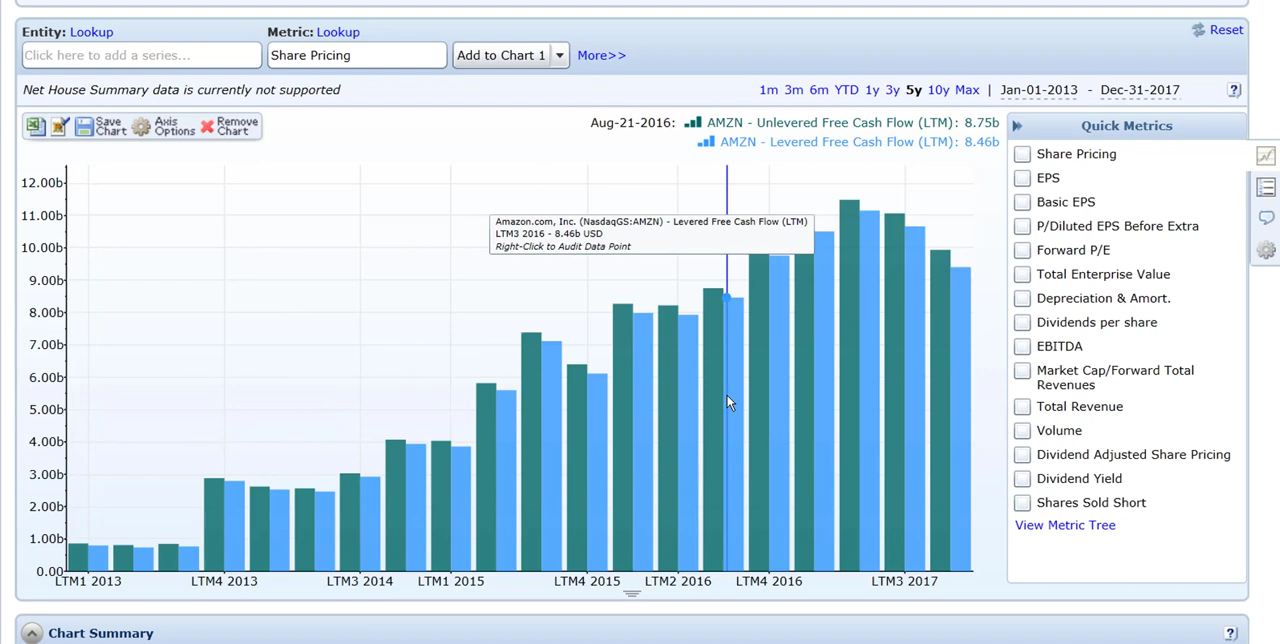 Entity: Lookup
Metric: Lookup
Reset
Click here to add a series...
Share Pricing
Add to Chart 1
More>>
Net House Summary data is currently not supported
1m 3m 6m YTD 1y 3y 5y 10y Max | Jan-01-2013 - Dec-31-2017
?
Save Chart
Axis Options
Remove Chart
Aug-21-2016: AMZN - Unlevered Free Cash Flow (LTM): 8.75b
AMZN - Levered Free Cash Flow (LTM): 8.46b
12.00b
11.00b
10.00b
9.00b
8.00b
7.00b
6.00b
5.00b
4.00b
3.00b
2.00b
1.00b
0.00
Amazon.com, Inc. (NasdaqGS:AMZN) - Levered Free Cash Flow (LTM)
LTM3 2016 - 8.46b USD
Right-Click to Audit Data Point
LTM1 2013
LTM4 2013
LTM3 2014
LTM1 2015
LTM4 2015
LTM2 2016
LTM4 2016
LTM3 2017
Quick Metrics
Share Pricing
EPS
Basic EPS
P/Diluted EPS Before Extra
Forward P/E
Total Enterprise Value
Depreciation & Amort.
Dividends per share
EBITDA
Market Cap/Forward Total
Revenues
Total Revenue
Volume
Dividend Adjusted Share Pricing
Dividend Yield
Shares Sold Short
View Metric Tree
Chart Summary
?